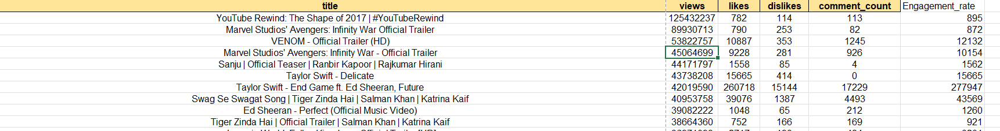 title views likes dislikes comment_count Engagement_rate
YouTube Rewind: The Shape of 2017 | #YouTubeRewind 125432237 782 114 113 895
Marvel Studios' Avengers: Infinity War Official Trailer 89930713 790 253 82 872
VENOM - Official Trailer (HD) 53822757 10887 353 1245 12132
Marvel Studios' Avengers: Infinity War - Official Trailer 45064699 9228 281 926 10154
Sanju | Official Teaser | Ranbir Kapoor | Rajkumar Hirani 44171797 1558 85 4 1562
Taylor Swift - Delicate 43738208 15665 414 0 15665
Taylor Swift - End Game ft. Ed Sheeran, Future 42019590 260718 15144 17229 277947
Swag Se Swagat Song | Tiger Zinda Hai | Salman Khan | Katrina Kaif 40953758 39076 1387 4493 43569
Ed Sheeran - Perfect (Official Music Video) 39082222 1048 65 212 1260
Tiger Zinda Hai | Official Trailer | Salman Khan | Katrina Kaif 38664360 752 166 169 921